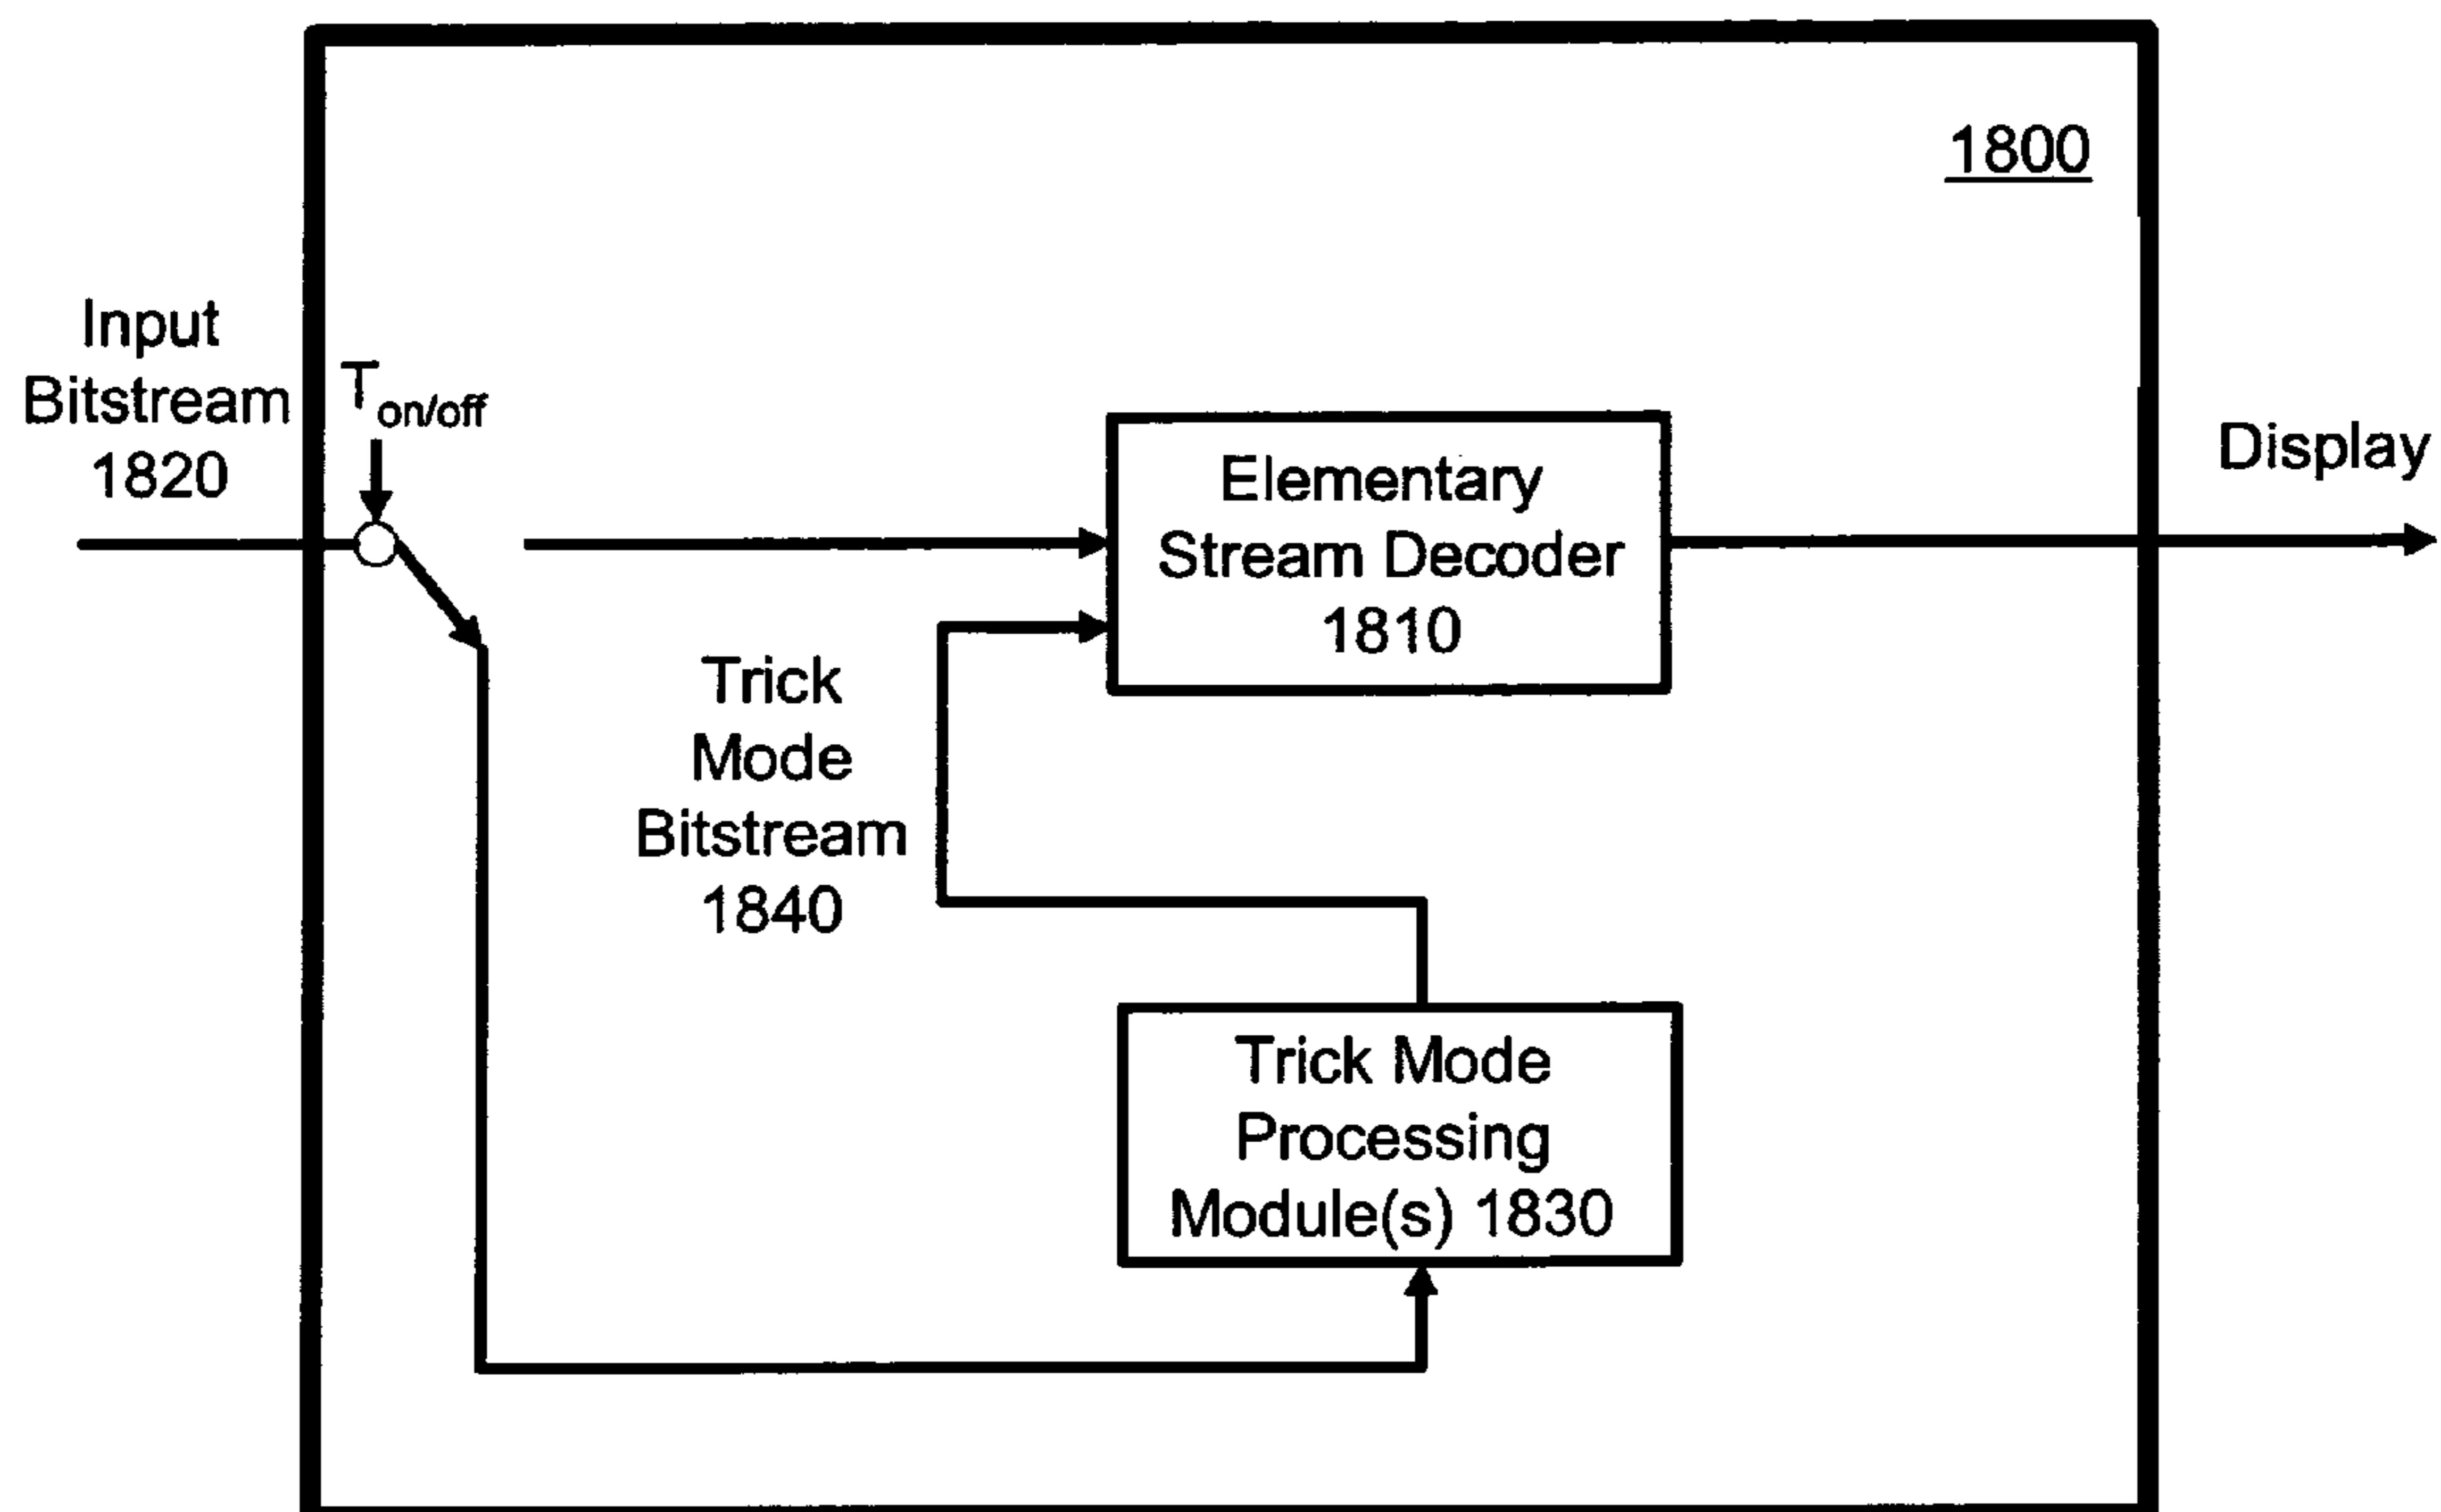 1800
Input
Bitstream
1820
Ton/off
Display
Elementary
Stream Decoder
1810
Trick
Mode
Bitstream
1840
Trick Mode
Processing
Module(s) 1830